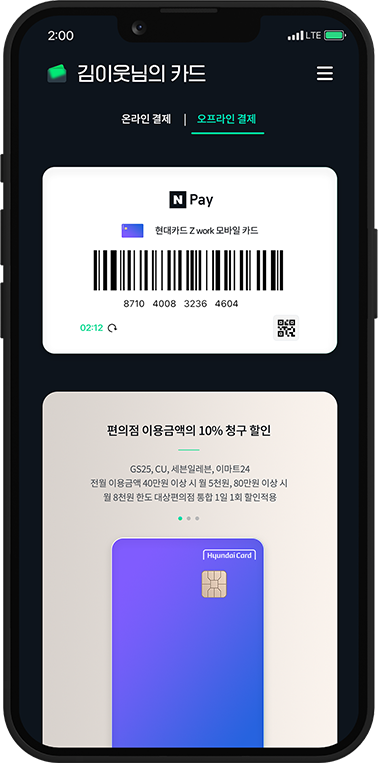 2:00 LTE
김이웃님의 카드
온라인 결제 | 오프라인 결제
N Pay
현대카드 Z work 모바일 카드
8710 4008 3236 4604
02:12
편의점 이용금액의 10% 청구 할인
GS25, CU, 세븐일레븐, 이마트24
전월 이용금액 40만원 이상 시 월 5천원, 80만원 이상 시
월 8천원 한도 대상편의점 통합 1일 1회 할인적용
Hyundai Card